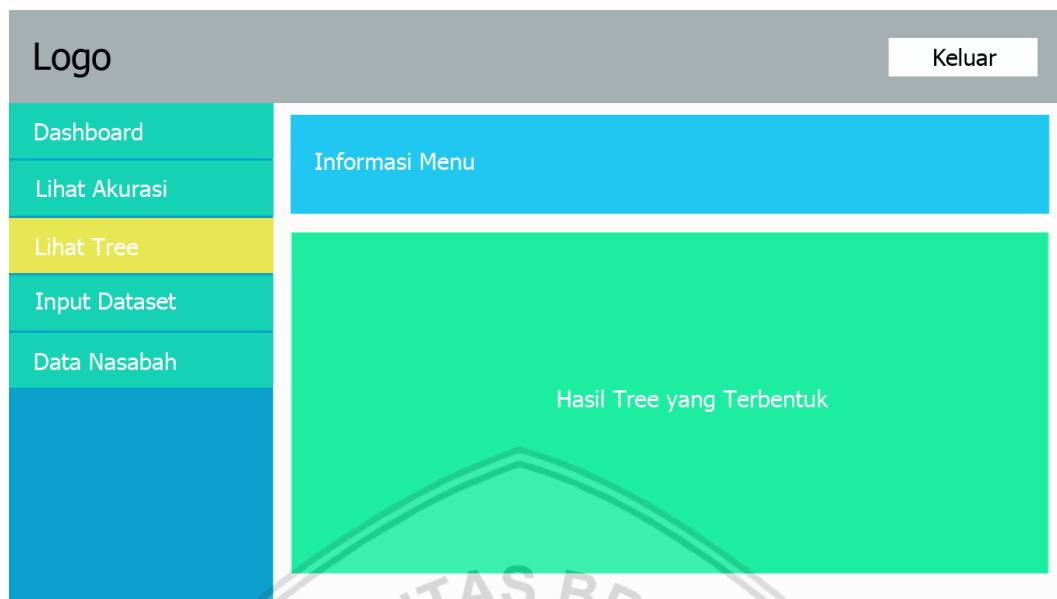 Logo
Keluar
Dashboard
Lihat Akurasi
Lihat Tree
Input Dataset
Data Nasabah
Informasi Menu
Hasil Tree yang Terbentuk